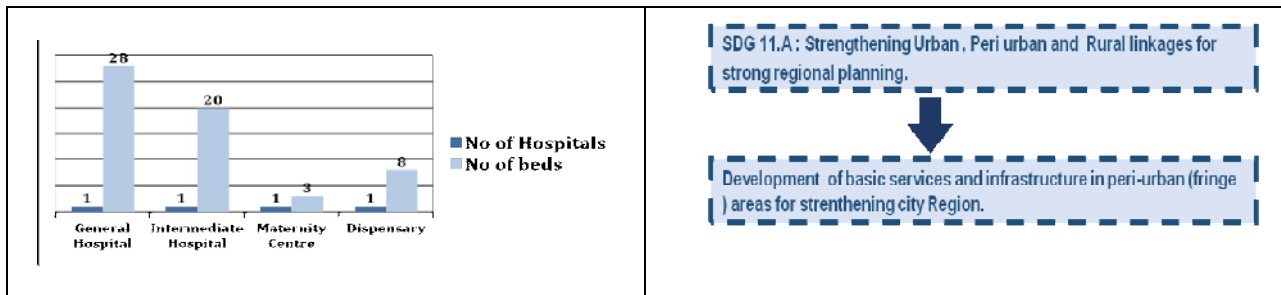 28
20
8
3
1
1
1
1
No of Hospitals
No of beds
General
Hospital
Intermediate
Hospital
Maternity
Centre
Dispensary
SDG 11.A : Strengthening Urban , Peri urban and Rural linkages for
strong regional planning.
Development of basic services and infrastructure in peri-urban (fringe
) areas for strenthening city Region.